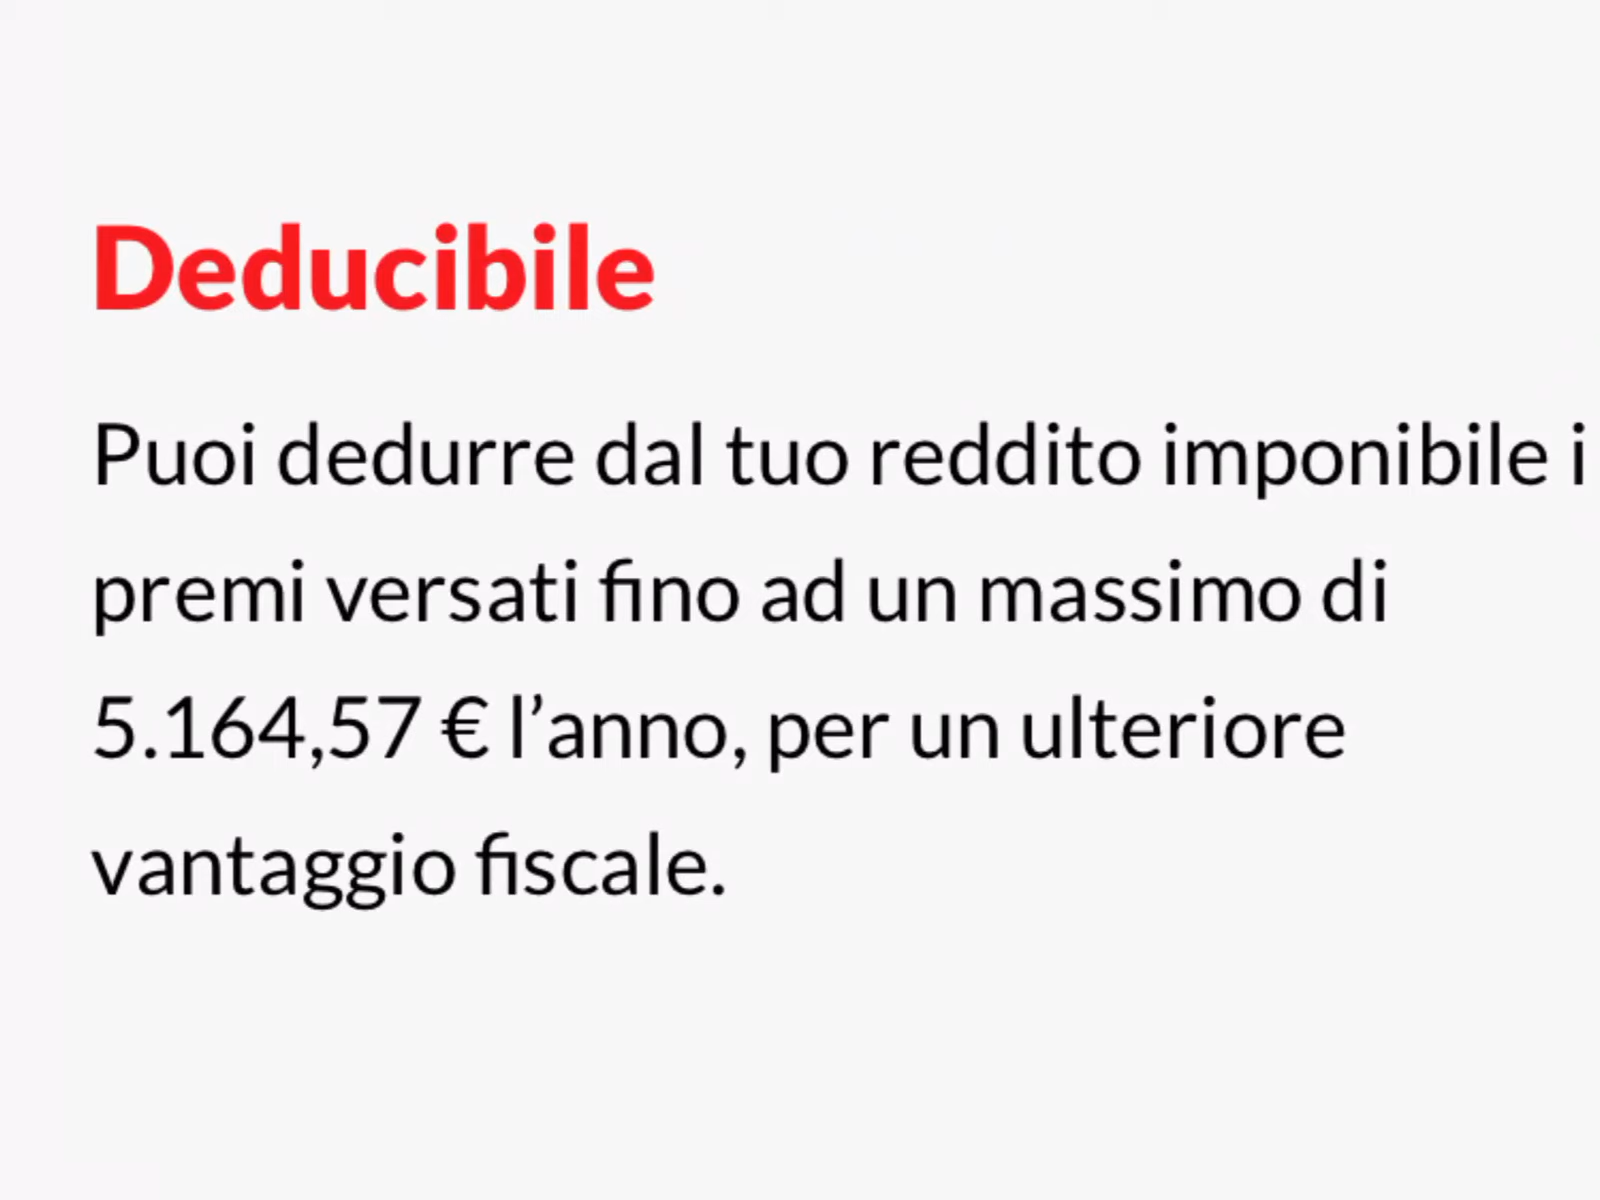 Deducibile
Puoi dedurre dal tuo reddito imponibile i
premi versati fino ad un massimo di
5.164,57 € l’anno, per un ulteriore
vantaggio fiscale.